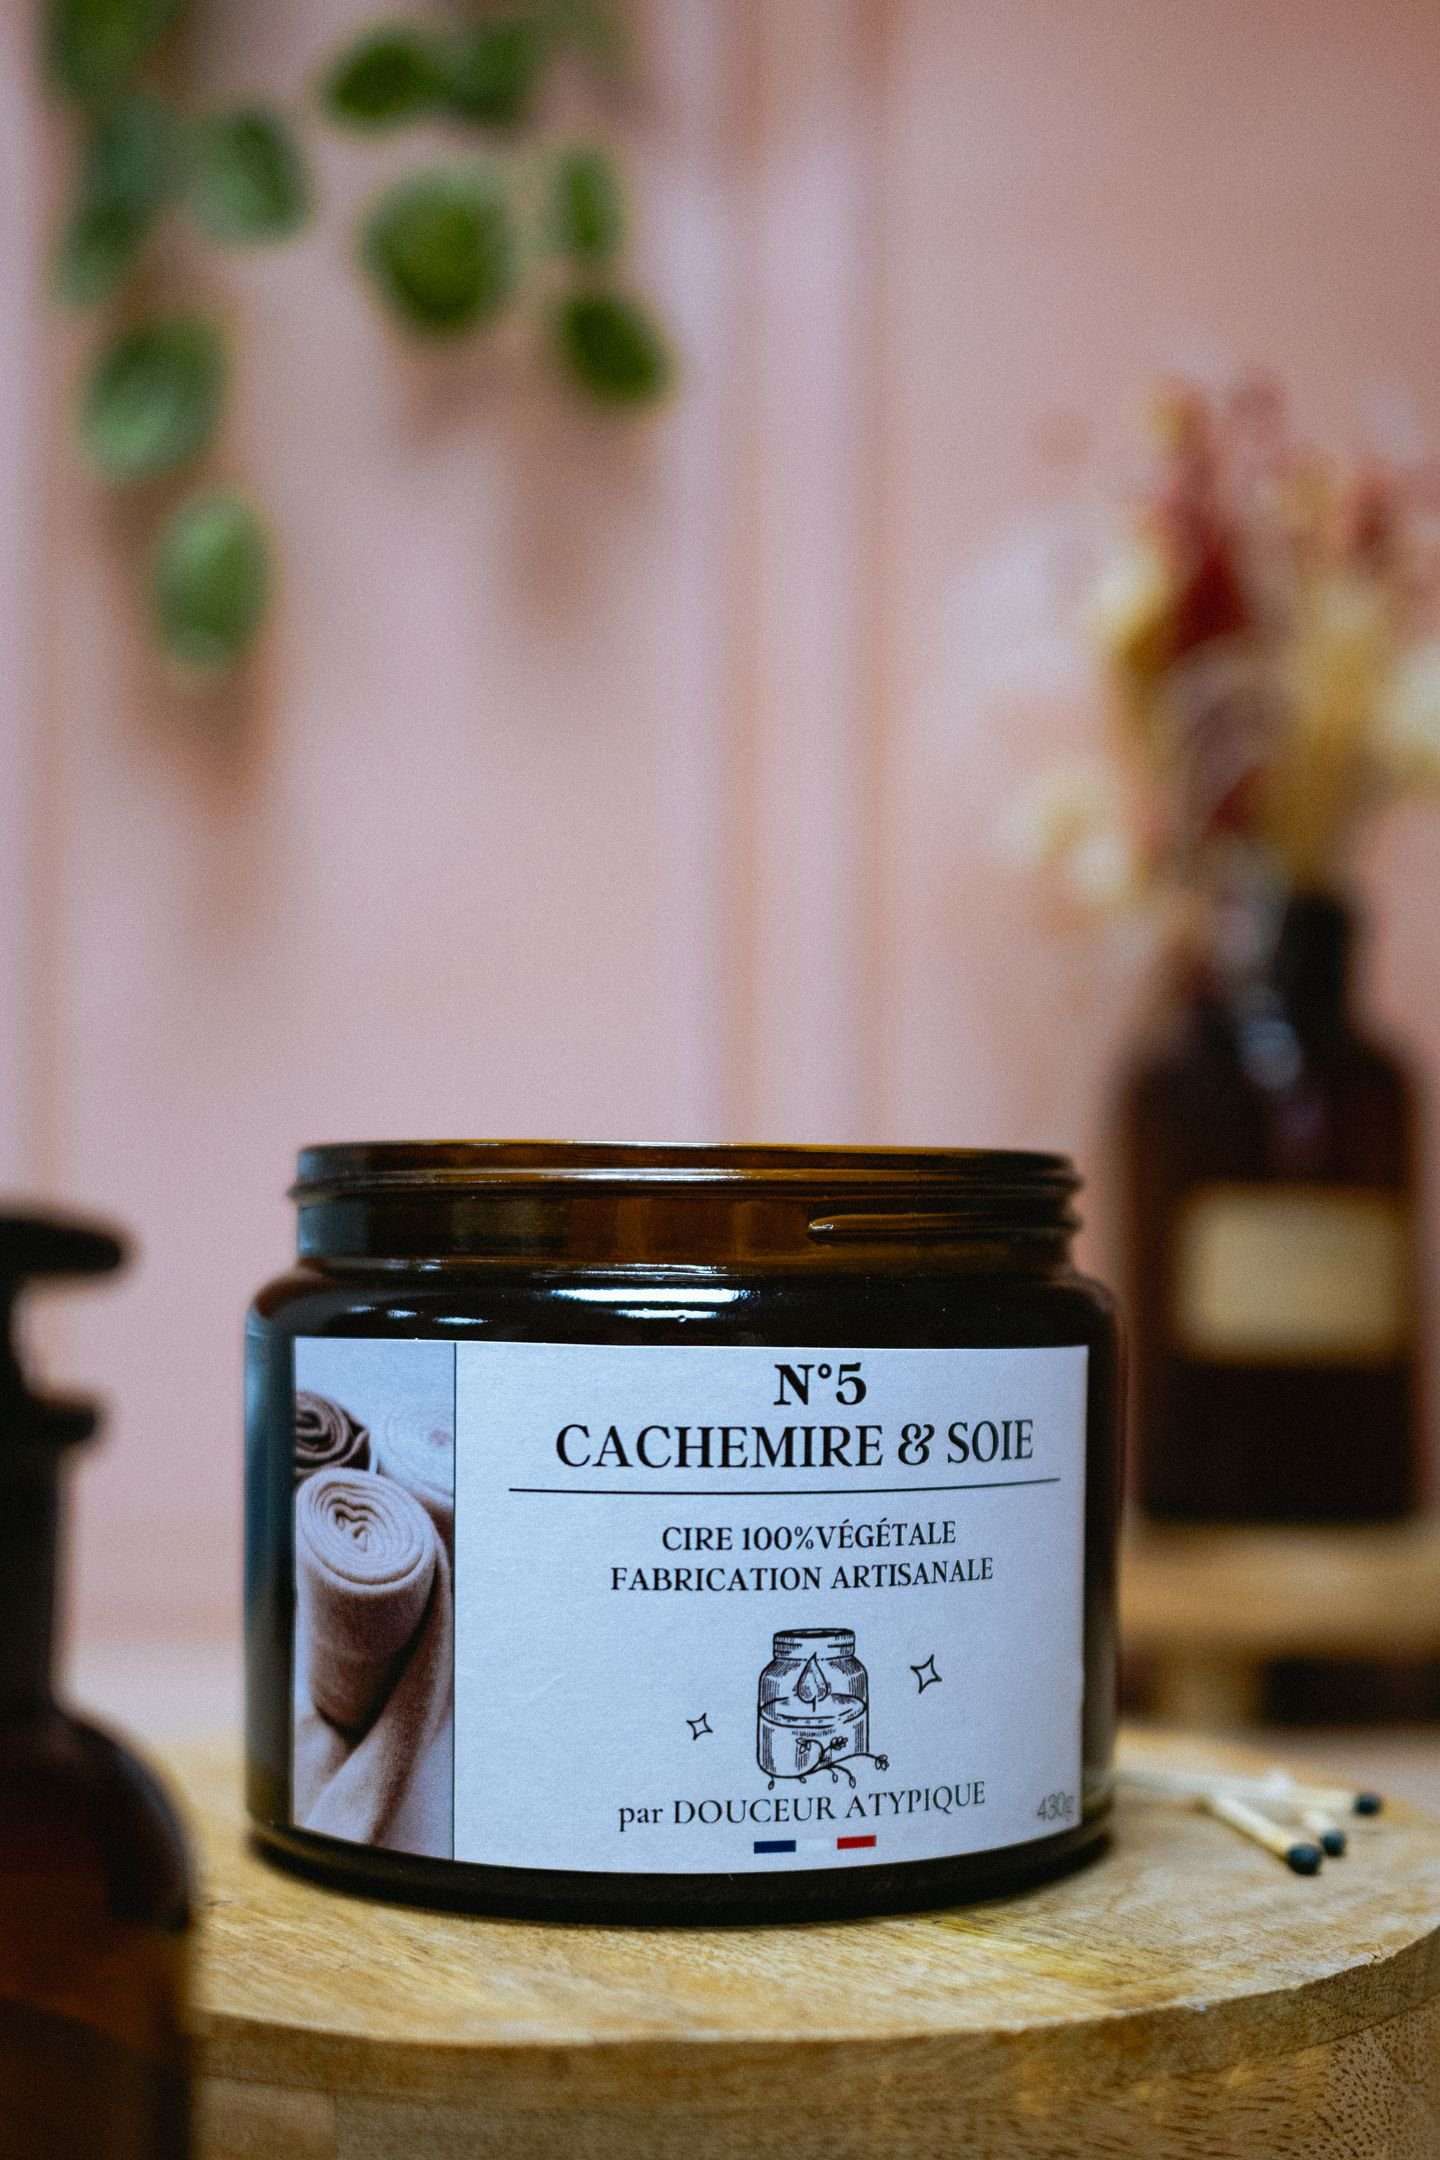 N°5
CACHEMIRE & SOIE
CIRE 100%VÉGÉTALE
FABRICATION ARTISANALE
par DOUCEUR ATYPIQUE
430g